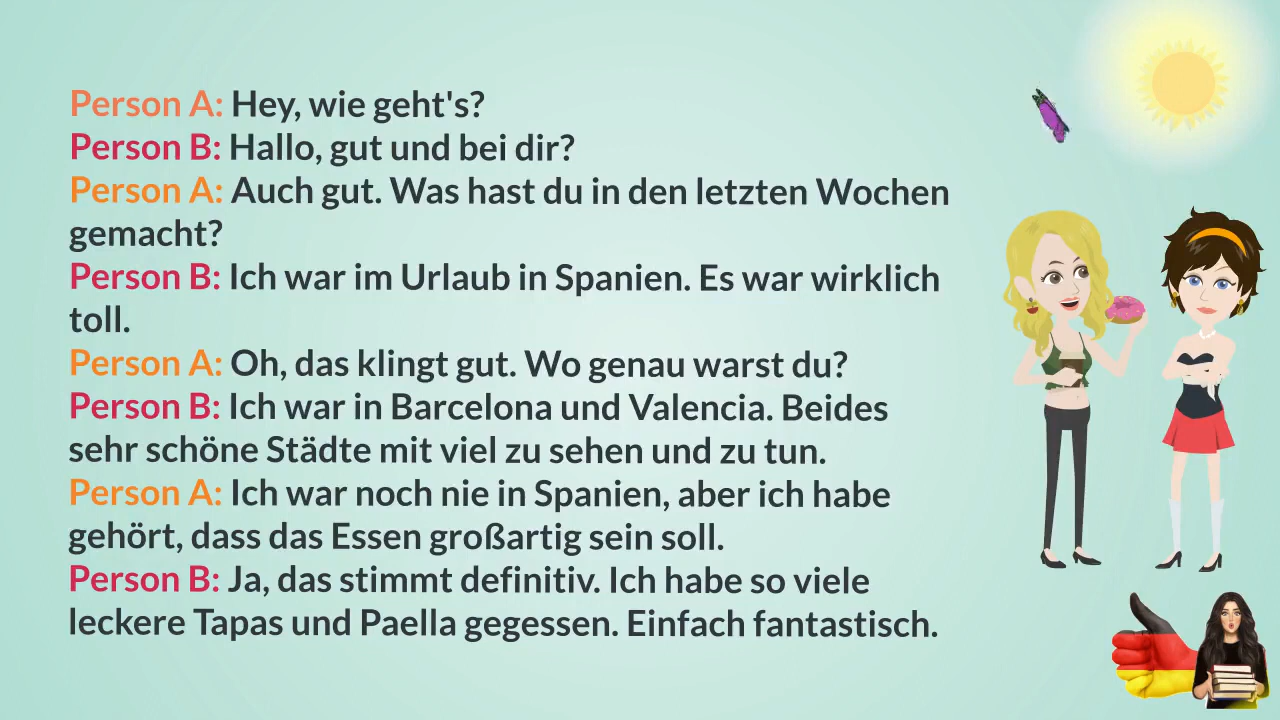 Person A: Hey, wie geht's?
Person B: Hallo, gut und bei dir?
Person A: Auch gut. Was hast du in den letzten Wochen
gemacht?
Person B: Ich war im Urlaub in Spanien. Es war wirklich
toll.
Person A: Oh, das klingt gut. Wo genau warst du?
Person B: Ich war in Barcelona und Valencia. Beides
sehr schöne Städte mit viel zu sehen und zu tun.
Person A: Ich war noch nie in Spanien, aber ich habe
gehört, dass das Essen großartig sein soll.
Person B: Ja, das stimmt definitiv. Ich habe so viele
leckere Tapas und Paella gegessen. Einfach fantastisch.